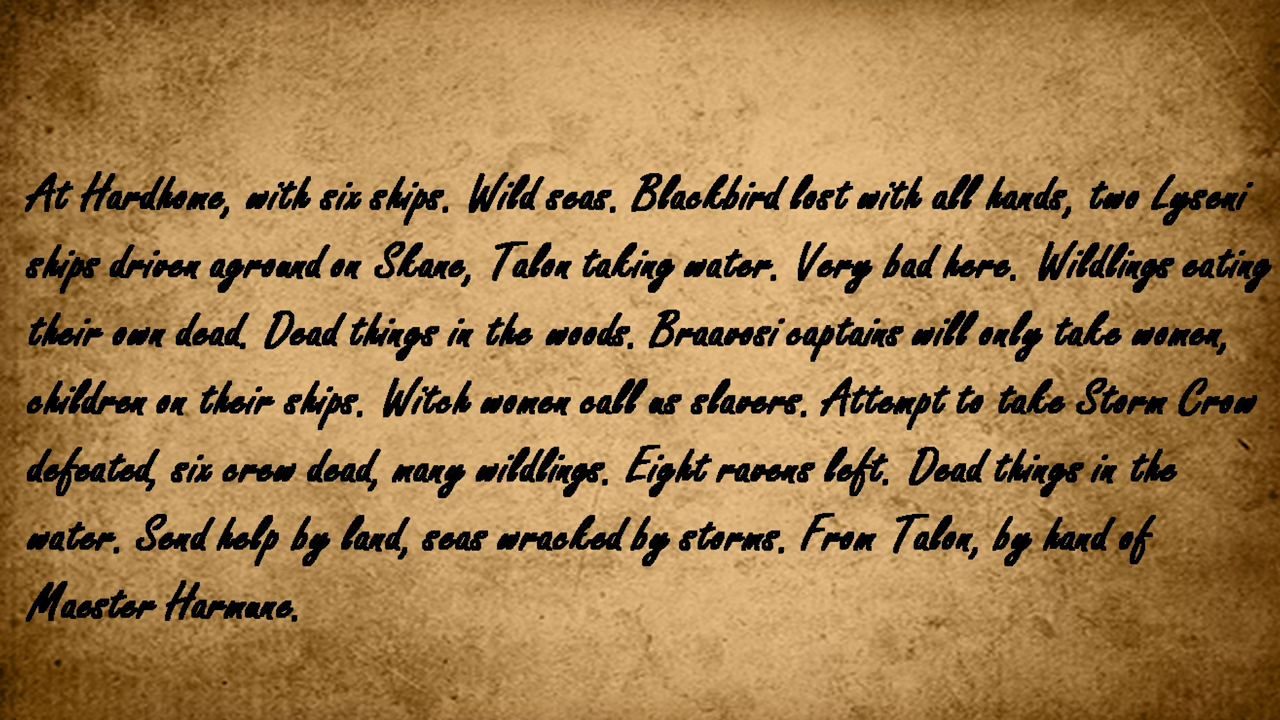 At Hardhome, with six ships. Wild seas. Blackbird lost with all hands, two Lyseni
ships driven aground on Skane, Talon taking water. Very bad here. Wildlings eating
their own dead. Dead things in the woods. Braavosi captains will only take women,
children on their ships. Witch women call us slavers. Attempt to take Storm Crow
defeated, six crew dead, many wildlings. Eight ravens left. Dead things in the
water. Send help by land, seas wracked by storms. From Talon, by hand of
Maester Harmune.